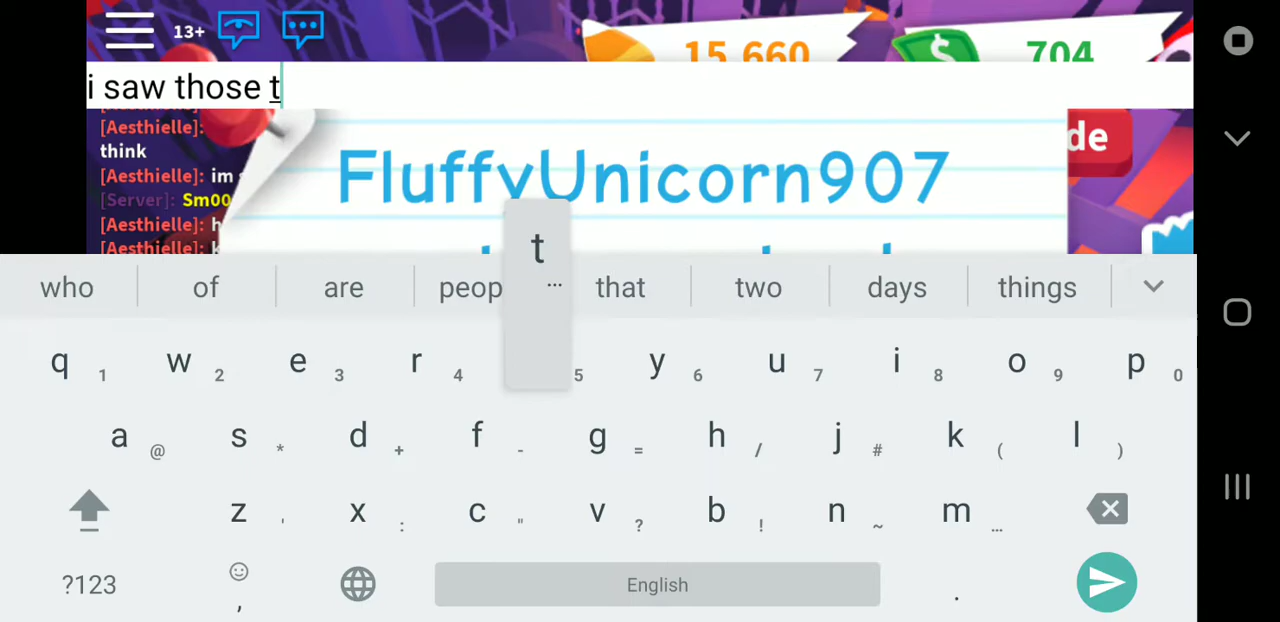 13+
15,660
704
i saw those t
[Aesthielle]:
think
[Aesthielle]: im
[Server]: Sm00
[Aesthielle]: h
[Aesthielle]: k
FluffyUnicorn907
de
t
...
who of are peop that two days things
q 1 w 2 e 3 r 4 5 y 6 u 7 i 8 o 9 p 0
a @ s * d + f - g = h / j # k ( l )
z ' x : c " v ? b ! n ~ m ...
?123 , English .